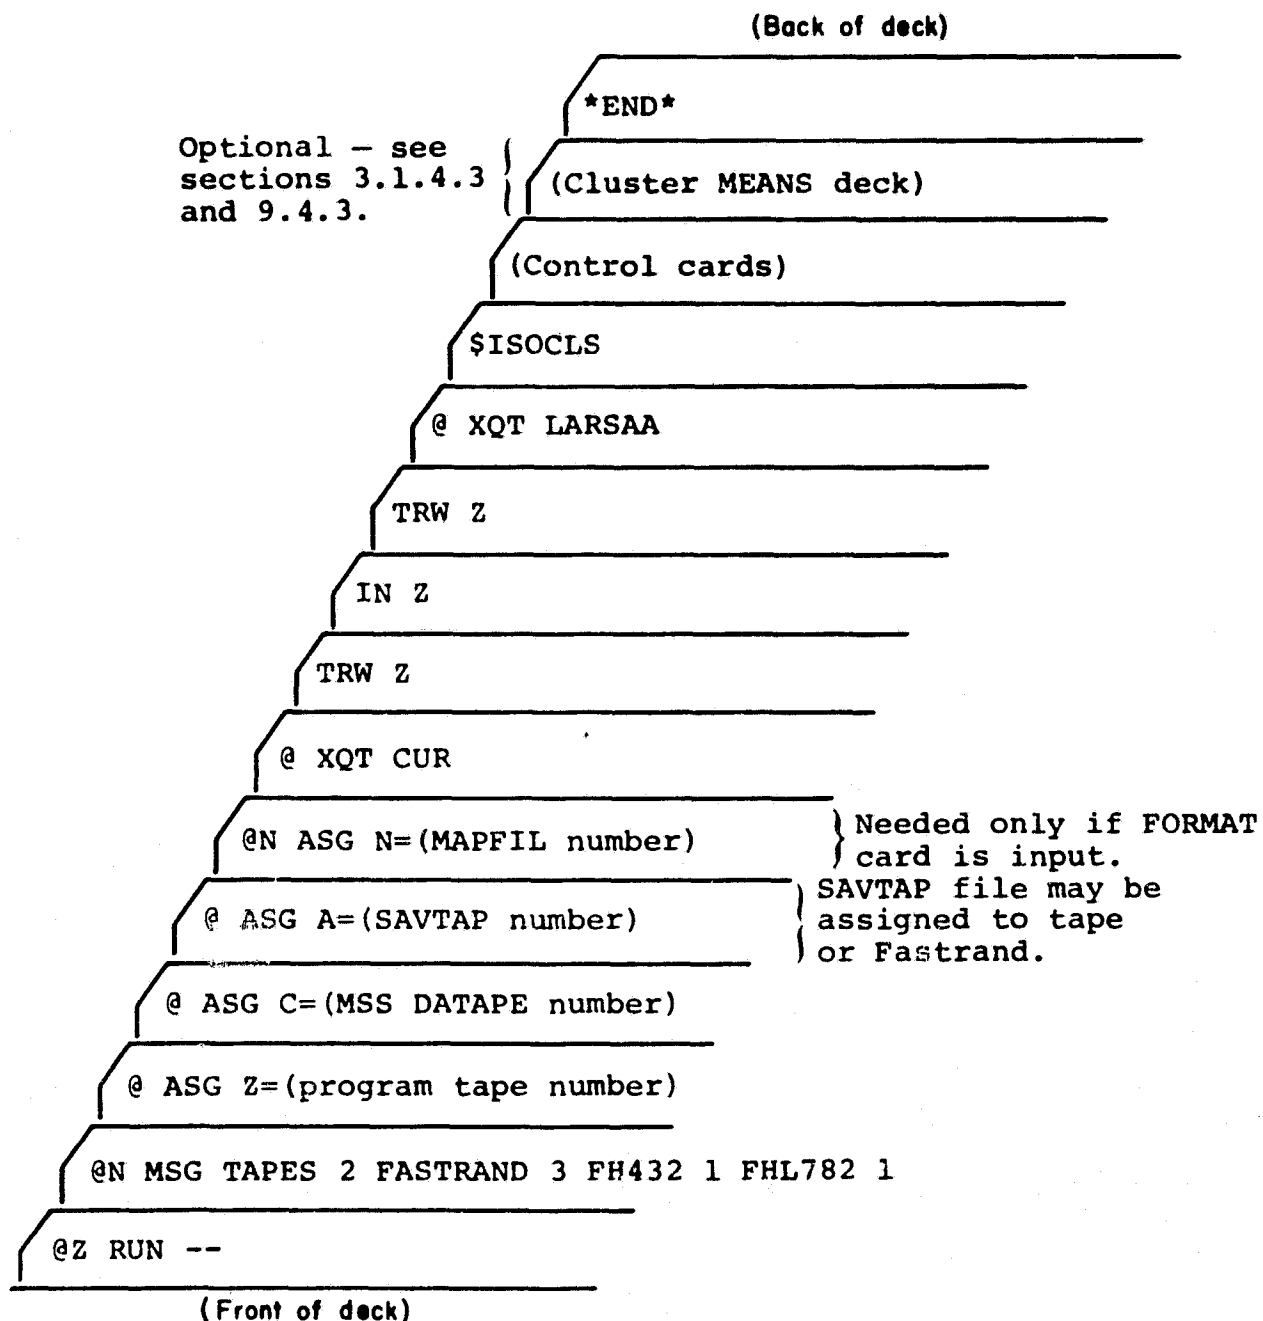 (Back of deck)
*END*
Optional — see
sections 3.1.4.3
and 9.4.3.
(Cluster MEANS deck)
(Control cards)
$ISOCLS
@ XQT LARSAA
TRW Z
IN Z
TRW Z
@ XQT CUR
@N ASG N=(MAPFIL number)
Needed only if FORMAT
card is input.
@ ASG A=(SAVTAP number)
SAVTAP file may be
assigned to tape
or Fastrand.
@ ASG C=(MSS DATAPE number)
@ ASG Z=(program tape number)
@N MSG TAPES 2 FASTRAND 3 FH432 1 FHL782 1
@Z RUN --
(Front of deck)